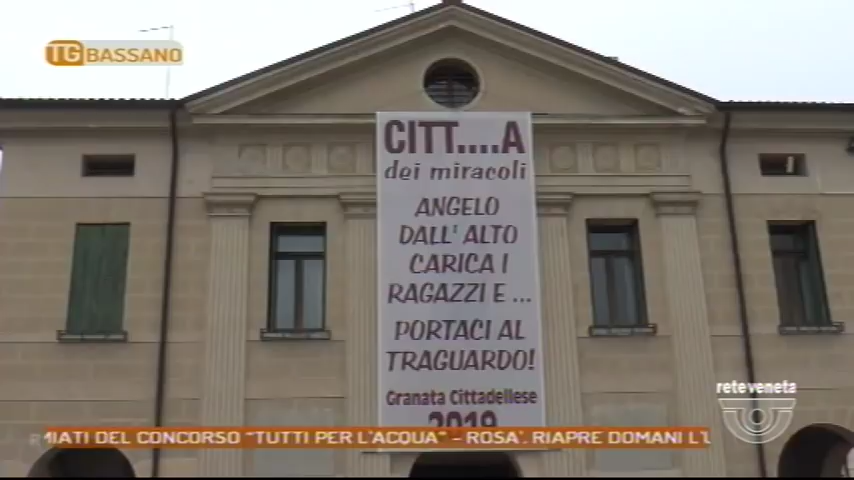 TG BASSANO
CITT....A
dei miracoli
ANGELO
DALL' ALTO
CARICA I
RAGAZZI E ...
PORTACI AL
TRAGUARDO!
Granata Cittadellese
2019
reteveneta
MIATI DEL CONCORSO "TUTTI PER L'ACQUA" - ROSA'. RIAPRE DOMANI L'